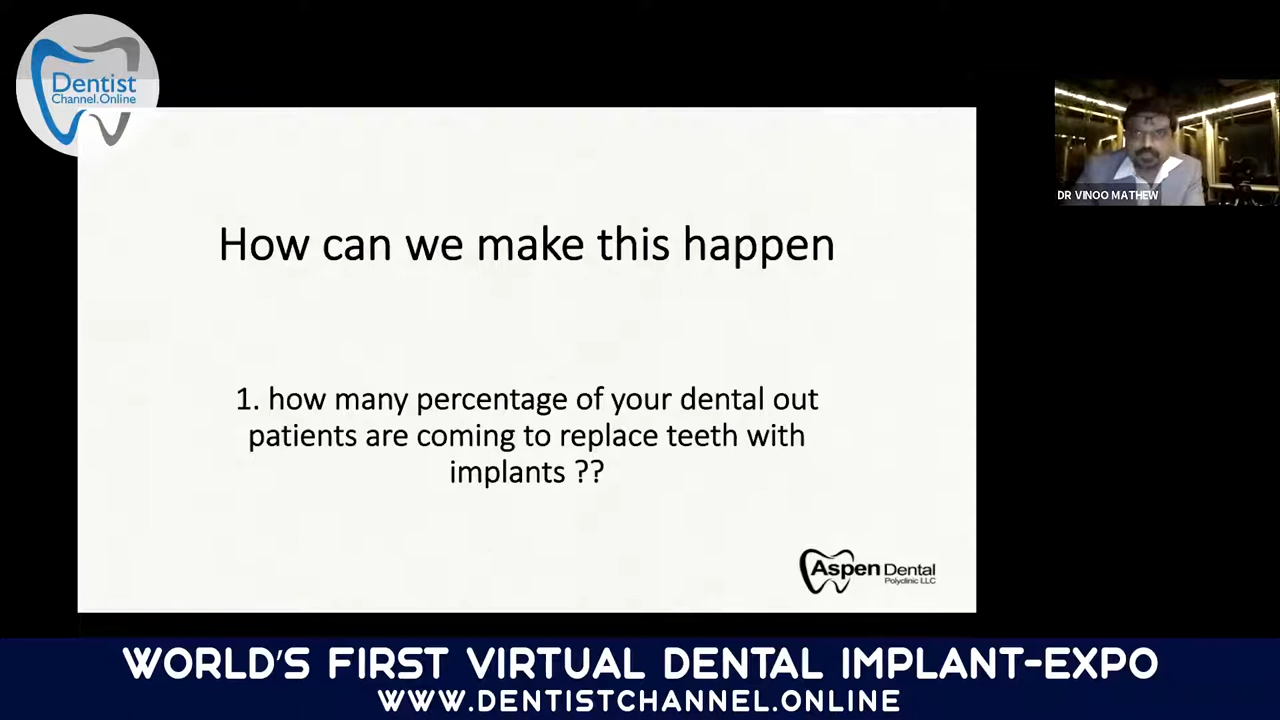 Dentist
Channel.Online
DR VINOO MATHEW
How can we make this happen
1. how many percentage of your dental out
patients are coming to replace teeth with
implants ??
Aspen Dental
Polyclinic LLC
WORLD'S FIRST VIRTUAL DENTAL IMPLANT-EXPO
WWW.DENTISTCHANNEL.ONLINE